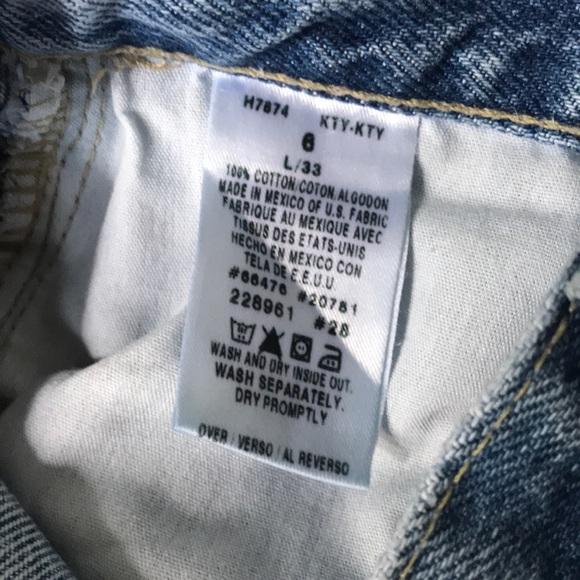 H7874 KTY-KTY
6
L/33
100% COTTON/COTON/ALGODON
MADE IN MEXICO OF U.S. FABRIC
FABRIQUE AU MEXIQUE AVEC
TISSUS DES ETATS-UNIS
HECHO EN MEXICO CON
TELA DE E.E.U.U.
#66476 #20781
228961 #28
WASH AND DRY INSIDE OUT.
WASH SEPARATELY.
DRY PROMPTLY
OVER / VERSO / AL REVERSO